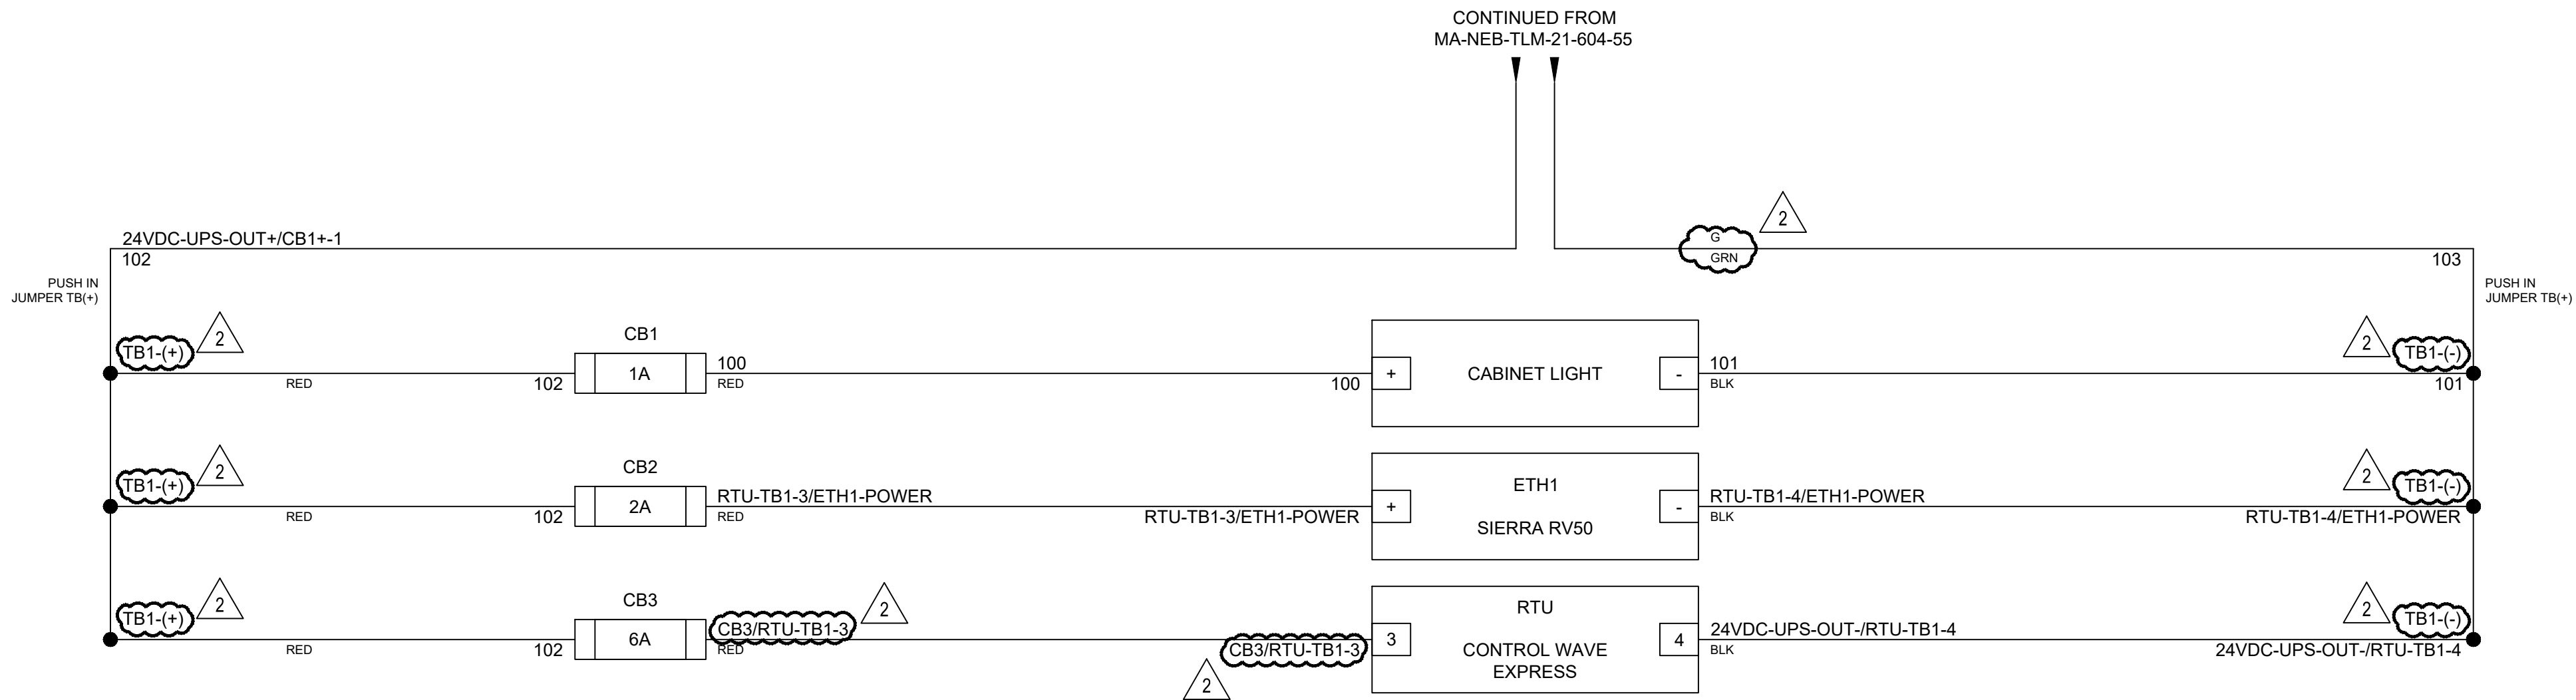 CONTINUED FROM
MA-NEB-TLM-21-604-55
24VDC-UPS-OUT+/CB1+-1
102
G
GRN
2
103
PUSH IN
JUMPER TB(+)
PUSH IN
JUMPER TB(+)
TB1-(+)
2
RED
102
CB1
1A
100
RED
100
+
CABINET LIGHT
-
101
BLK
2
TB1-(-)
101
TB1-(+)
2
RED
102
CB2
2A
RTU-TB1-3/ETH1-POWER
RED
RTU-TB1-3/ETH1-POWER
+
ETH1
SIERRA RV50
-
RTU-TB1-4/ETH1-POWER
BLK
2
TB1-(-)
RTU-TB1-4/ETH1-POWER
TB1-(+)
2
RED
102
CB3
6A
CB3/RTU-TB1-3
2
RED
CB3/RTU-TB1-3
2
3
RTU
CONTROL WAVE
EXPRESS
4
24VDC-UPS-OUT-/RTU-TB1-4
BLK
2
TB1-(-)
24VDC-UPS-OUT-/RTU-TB1-4